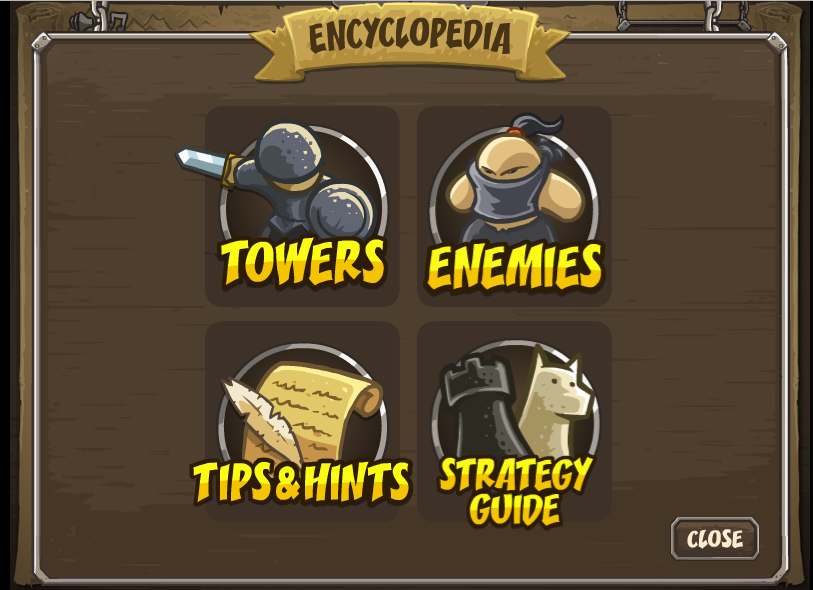 ENCYCLOPEDIA
TOWERS
ENEMIES
TIPS & HINTS
STRATEGY
GUIDE
CLOSE